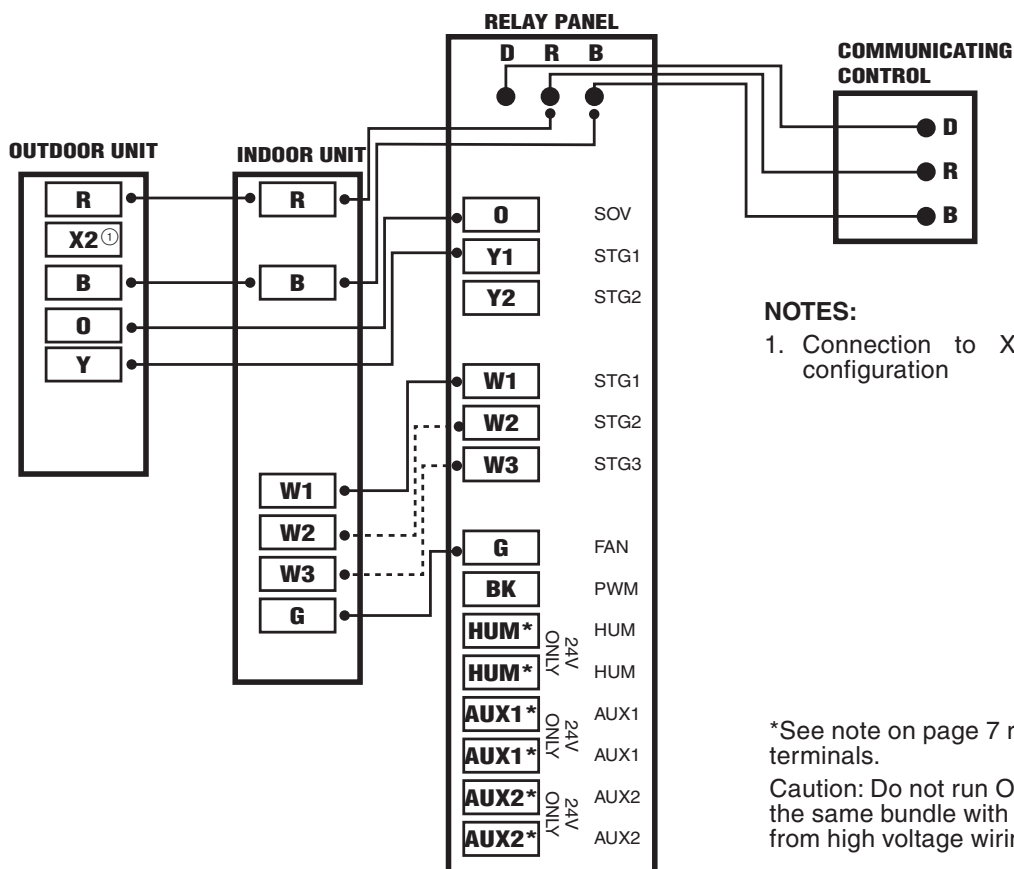 RELAY PANEL
D R B
COMMUNICATING
CONTROL
D
R
B
OUTDOOR UNIT
R
X2①
B
O
Y
INDOOR UNIT
R
B
W1
W2
W3
G
O SOV
Y1 STG1
Y2 STG2
W1 STG1
W2 STG2
W3 STG3
G FAN
BK PWM
HUM* HUM
24V
ONLY
HUM* HUM
AUX1* AUX1
24V
ONLY
AUX1* AUX1
AUX2* AUX2
24V
ONLY
AUX2* AUX2
NOTES:
1. Connection to X
configuration
*See note on page 7 r
terminals.
Caution: Do not run O
the same bundle with
from high voltage wirin